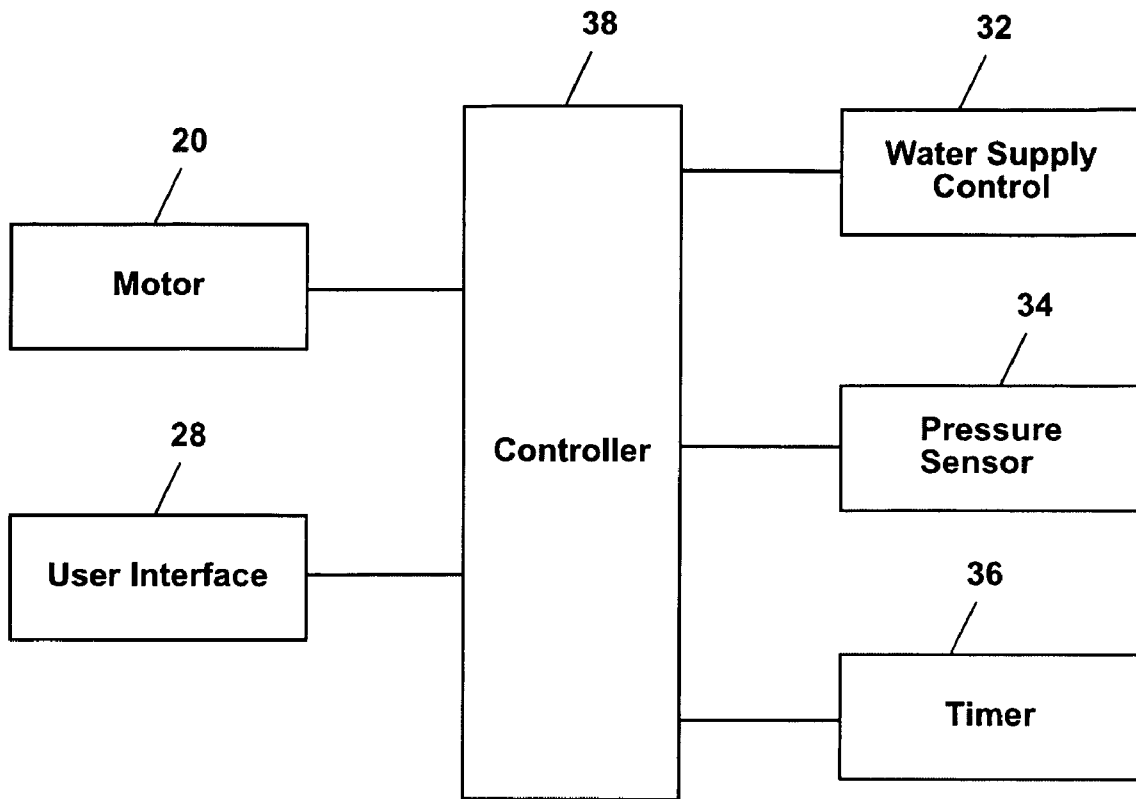 38
32
20
Water Supply
Control
Motor
34
28
Controller
Pressure
Sensor
User Interface
36
Timer